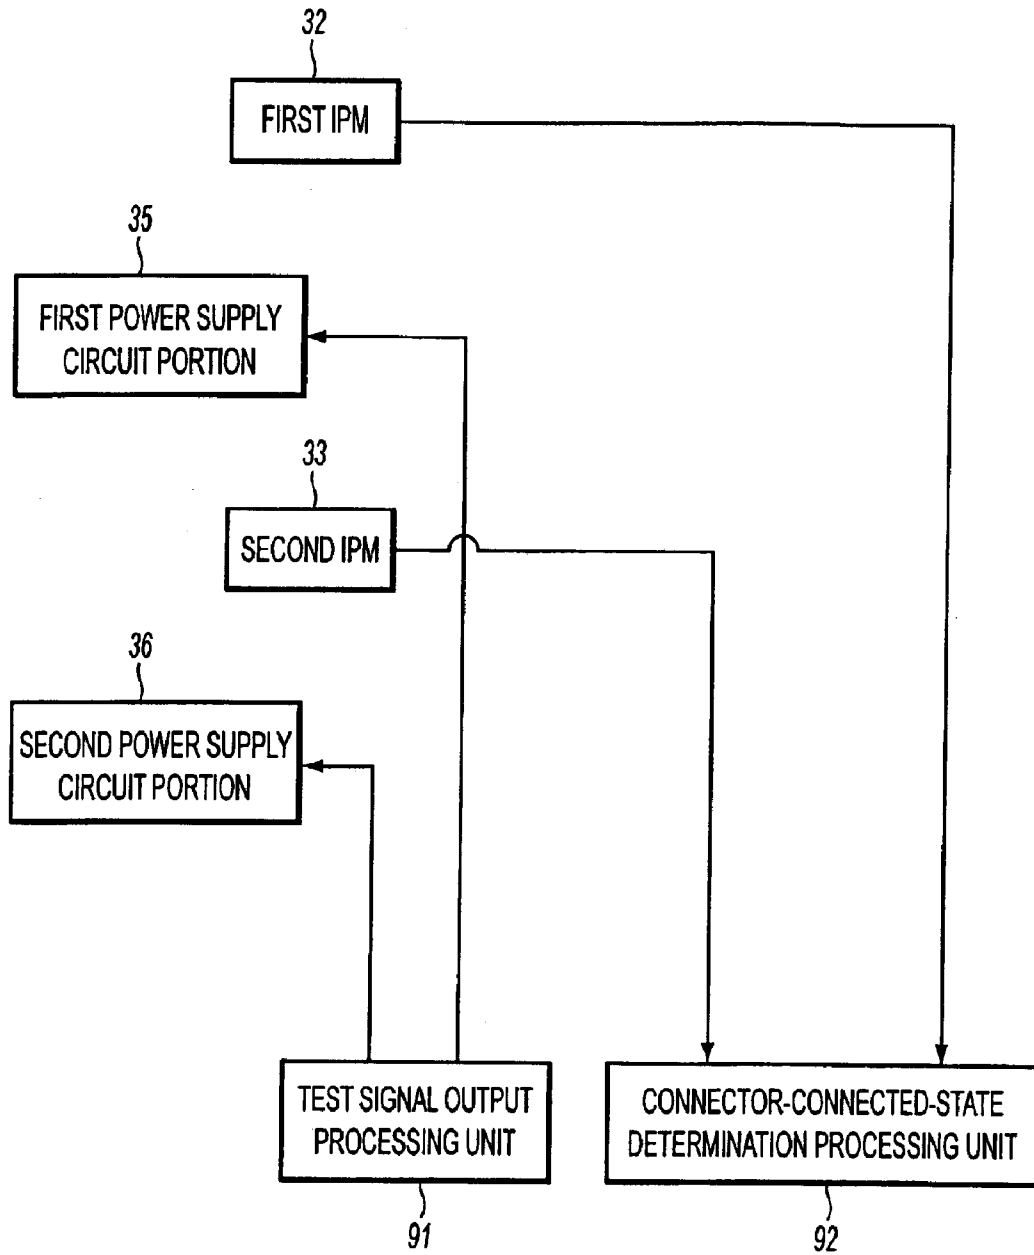 32
FIRST IPM
35
FIRST POWER SUPPLY
CIRCUIT PORTION
33
SECOND IPM
36
SECOND POWER SUPPLY
CIRCUIT PORTION
TEST SIGNAL OUTPUT
PROCESSING UNIT
91
CONNECTOR-CONNECTED-STATE
DETERMINATION PROCESSING UNIT
92